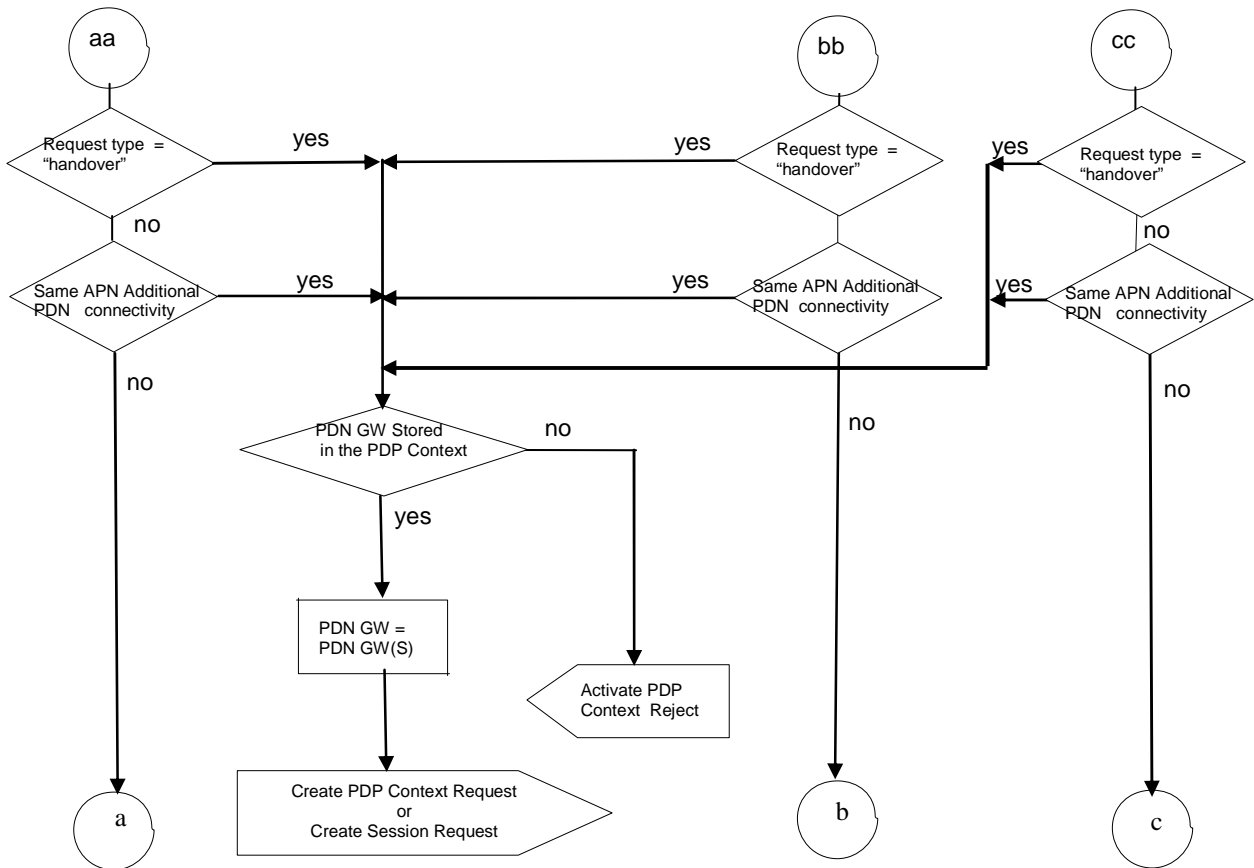 aa
bb
cc
Request type =
“handover”
yes
yes
Request type =
“handover”
yes
Request type =
“handover”
no
no
Same APN Additional
PDN connectivity
yes
yes
Same APN Additional
PDN connectivity
yes
Same APN Additional
PDN connectivity
no
no
no
PDN GW Stored
in the PDP Context
no
yes
PDN GW =
PDN GW(S)
Activate PDP
Context Reject
Create PDP Context Request
or
Create Session Request
a
b
c